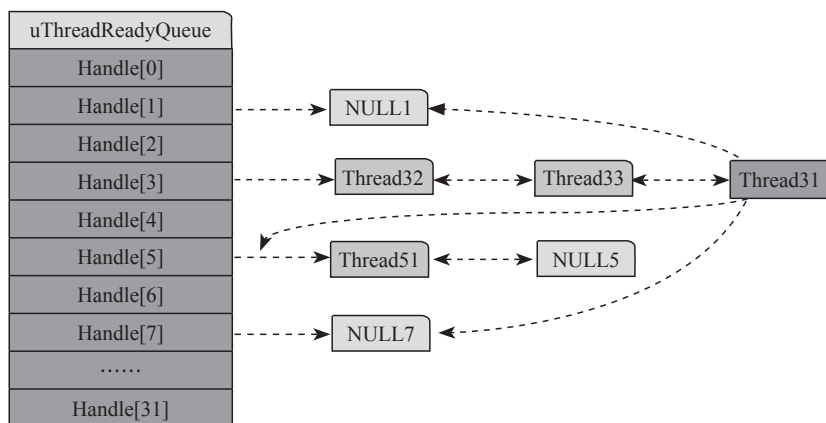 uThreadReadyQueue
Handle[0]
Handle[1]
NULL1
Handle[2]
Handle[3]
Thread32
Thread33
Thread31
Handle[4]
Handle[5]
Thread51
NULL5
Handle[6]
Handle[7]
NULL7
……
Handle[31]